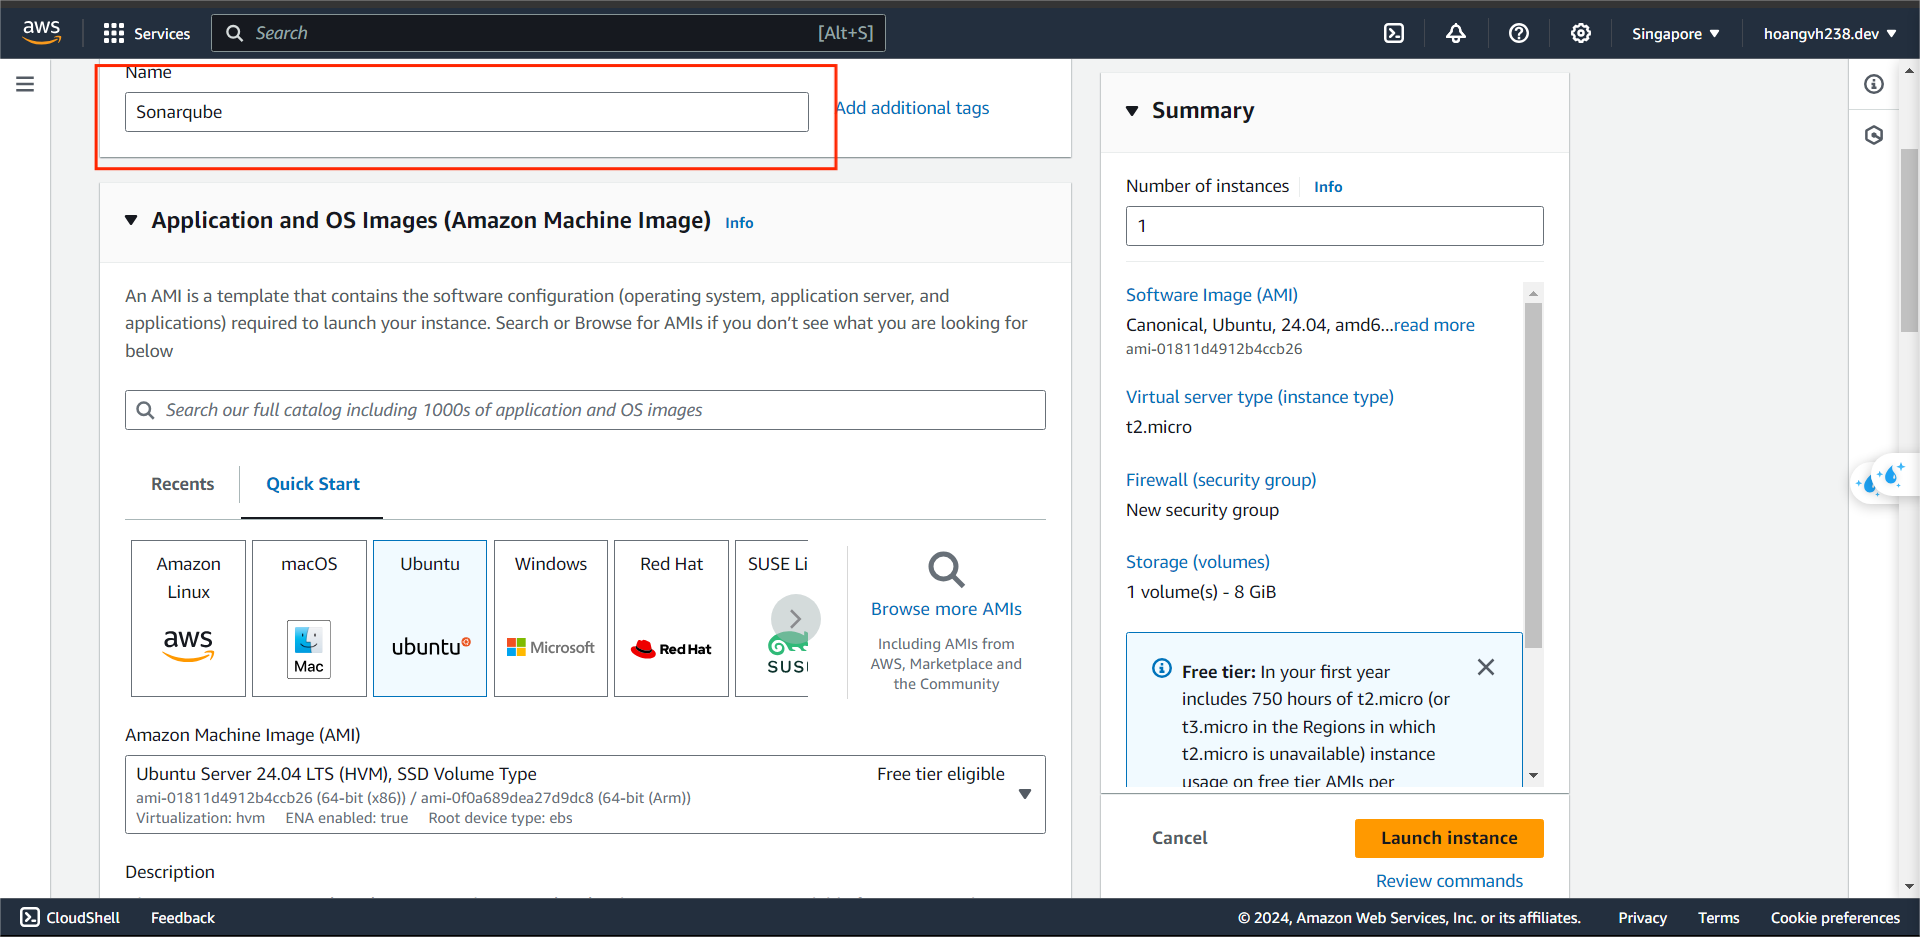 aws
Services
Search
[Alt+S]
Singapore
hoangvh238.dev
Name
Sonarqube
Add additional tags
Application and OS Images (Amazon Machine Image) Info
An AMI is a template that contains the software configuration (operating system, application server, and
applications) required to launch your instance. Search or Browse for AMIs if you don’t see what you are looking for
below
Search our full catalog including 1000s of application and OS images
Recents
Quick Start
Amazon
Linux
aws
macOS
Mac
Ubuntu
ubuntu
Windows
Microsoft
Red Hat
Red Hat
SUSE Li
SUS
Browse more AMIs
Including AMIs from
AWS, Marketplace and
the Community
Amazon Machine Image (AMI)
Ubuntu Server 24.04 LTS (HVM), SSD Volume Type
Free tier eligible
ami-01811d4912b4ccb26 (64-bit (x86)) / ami-0f0a689dea27d9dc8 (64-bit (Arm))
Virtualization: hvm ENA enabled: true Root device type: ebs
Description
Summary
Number of instances Info
1
Software Image (AMI)
Canonical, Ubuntu, 24.04, amd6...read more
ami-01811d4912b4ccb26
Virtual server type (instance type)
t2.micro
Firewall (security group)
New security group
Storage (volumes)
1 volume(s) - 8 GiB
Free tier: In your first year
includes 750 hours of t2.micro (or
t3.micro in the Regions in which
t2.micro is unavailable) instance
usage on free tier AMIs per
Cancel
Launch instance
Review commands
CloudShell
Feedback
© 2024, Amazon Web Services, Inc. or its affiliates.
Privacy
Terms
Cookie preferences